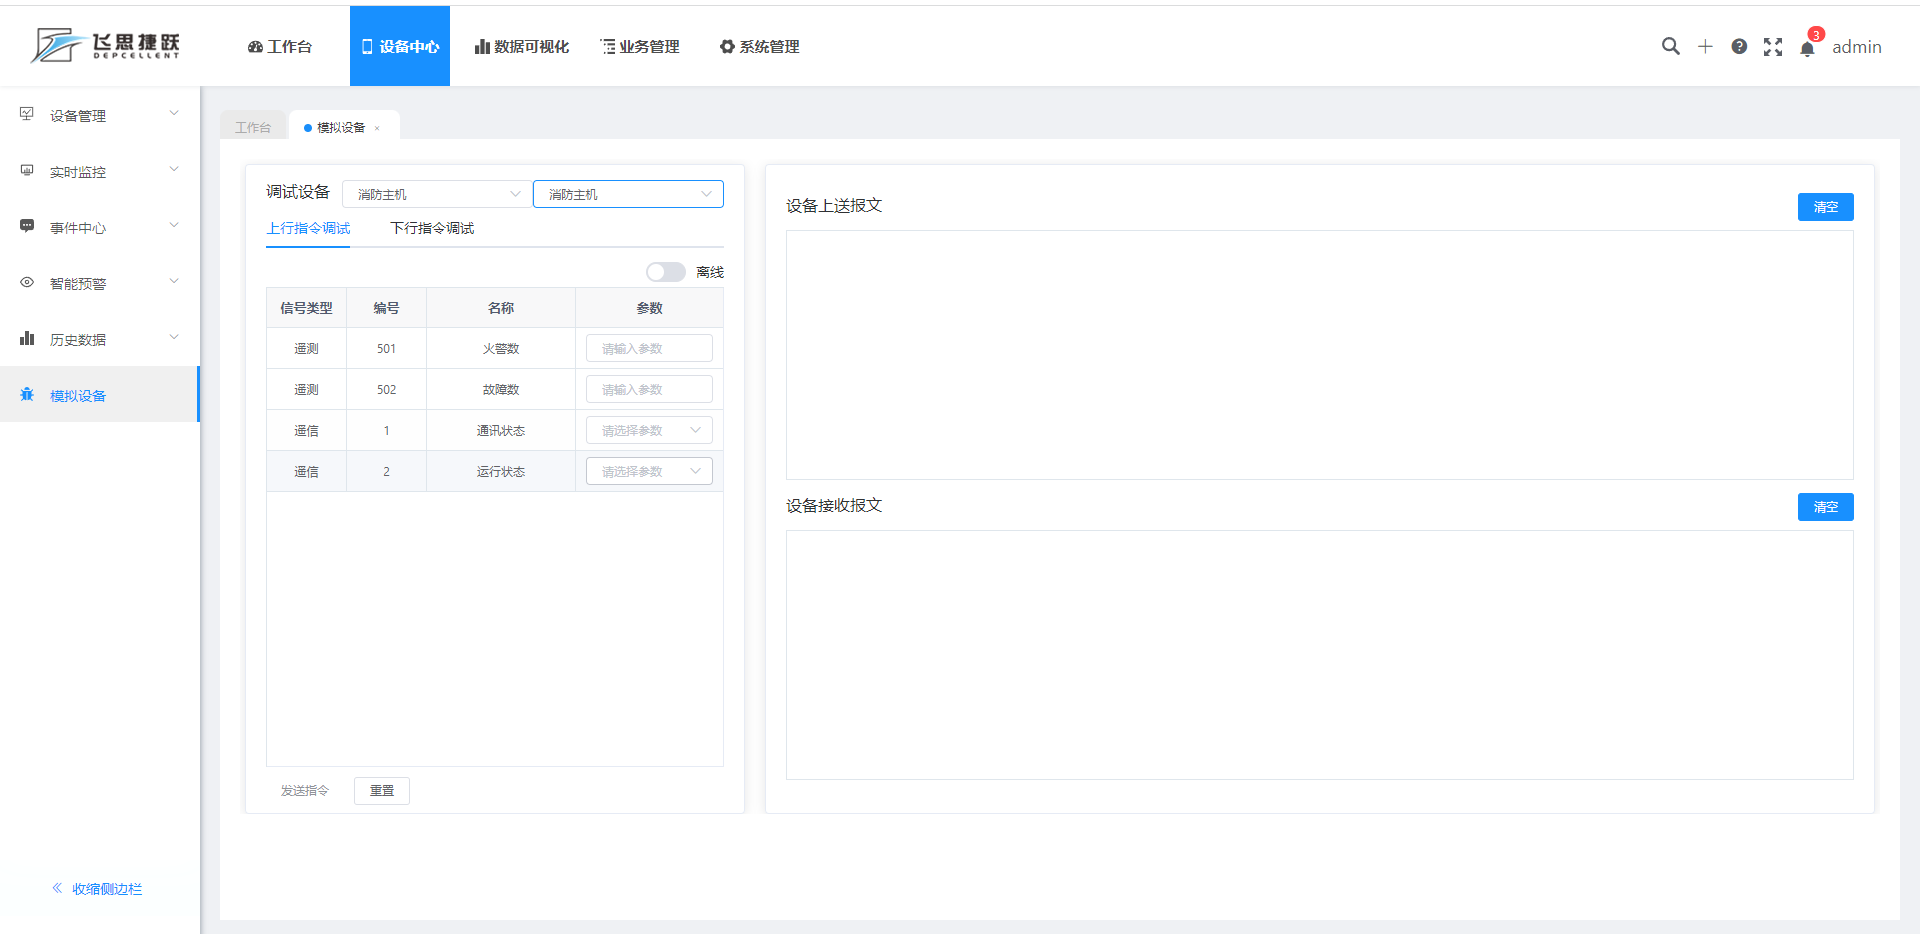 飞思捷跃
DEPCELLENT
工作台
设备中心
数据可视化
业务管理
系统管理
3
admin
设备管理
实时监控
事件中心
智能预警
历史数据
模拟设备
收缩侧边栏
工作台
模拟设备 ×
调试设备 消防主机 消防主机
上行指令调试 下行指令调试
离线
信号类型 编号 名称 参数
遥测 501 火警数 请输入参数
遥测 502 故障数 请输入参数
遥信 1 通讯状态 请选择参数
遥信 2 运行状态 请选择参数
发送指令 重置
设备上送报文 清空
设备接收报文 清空